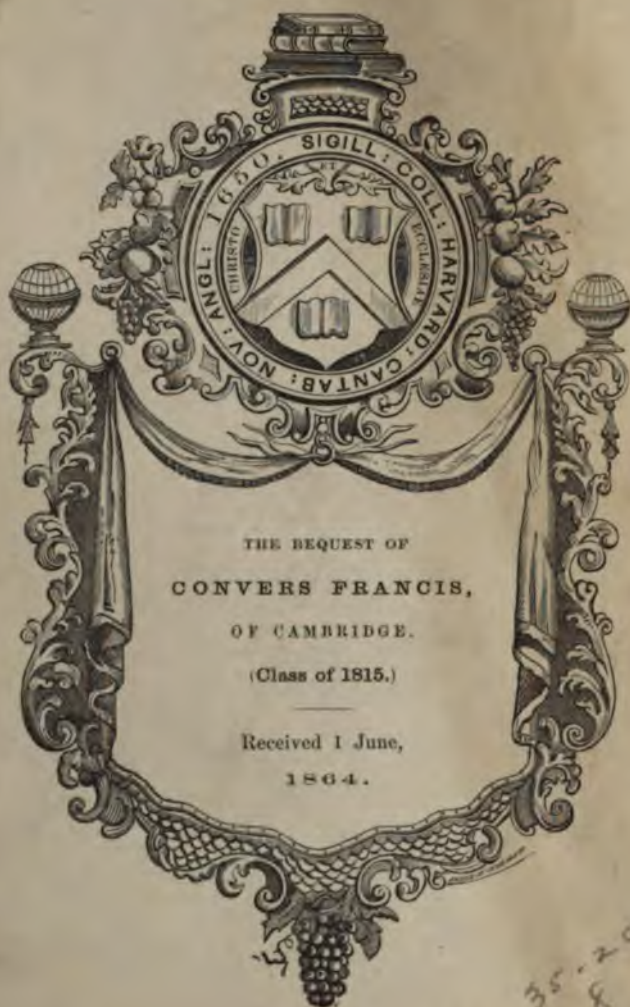 SIGILL: COLL: HARVARD: CANTAB: NOV: ANGL: 1650.
ET
CHRISTO
ECCLESIAE
THE BEQUEST OF
CONVERS FRANCIS,
OF CAMBRIDGE.
(Class of 1815.)
Received 1 June,
1864.